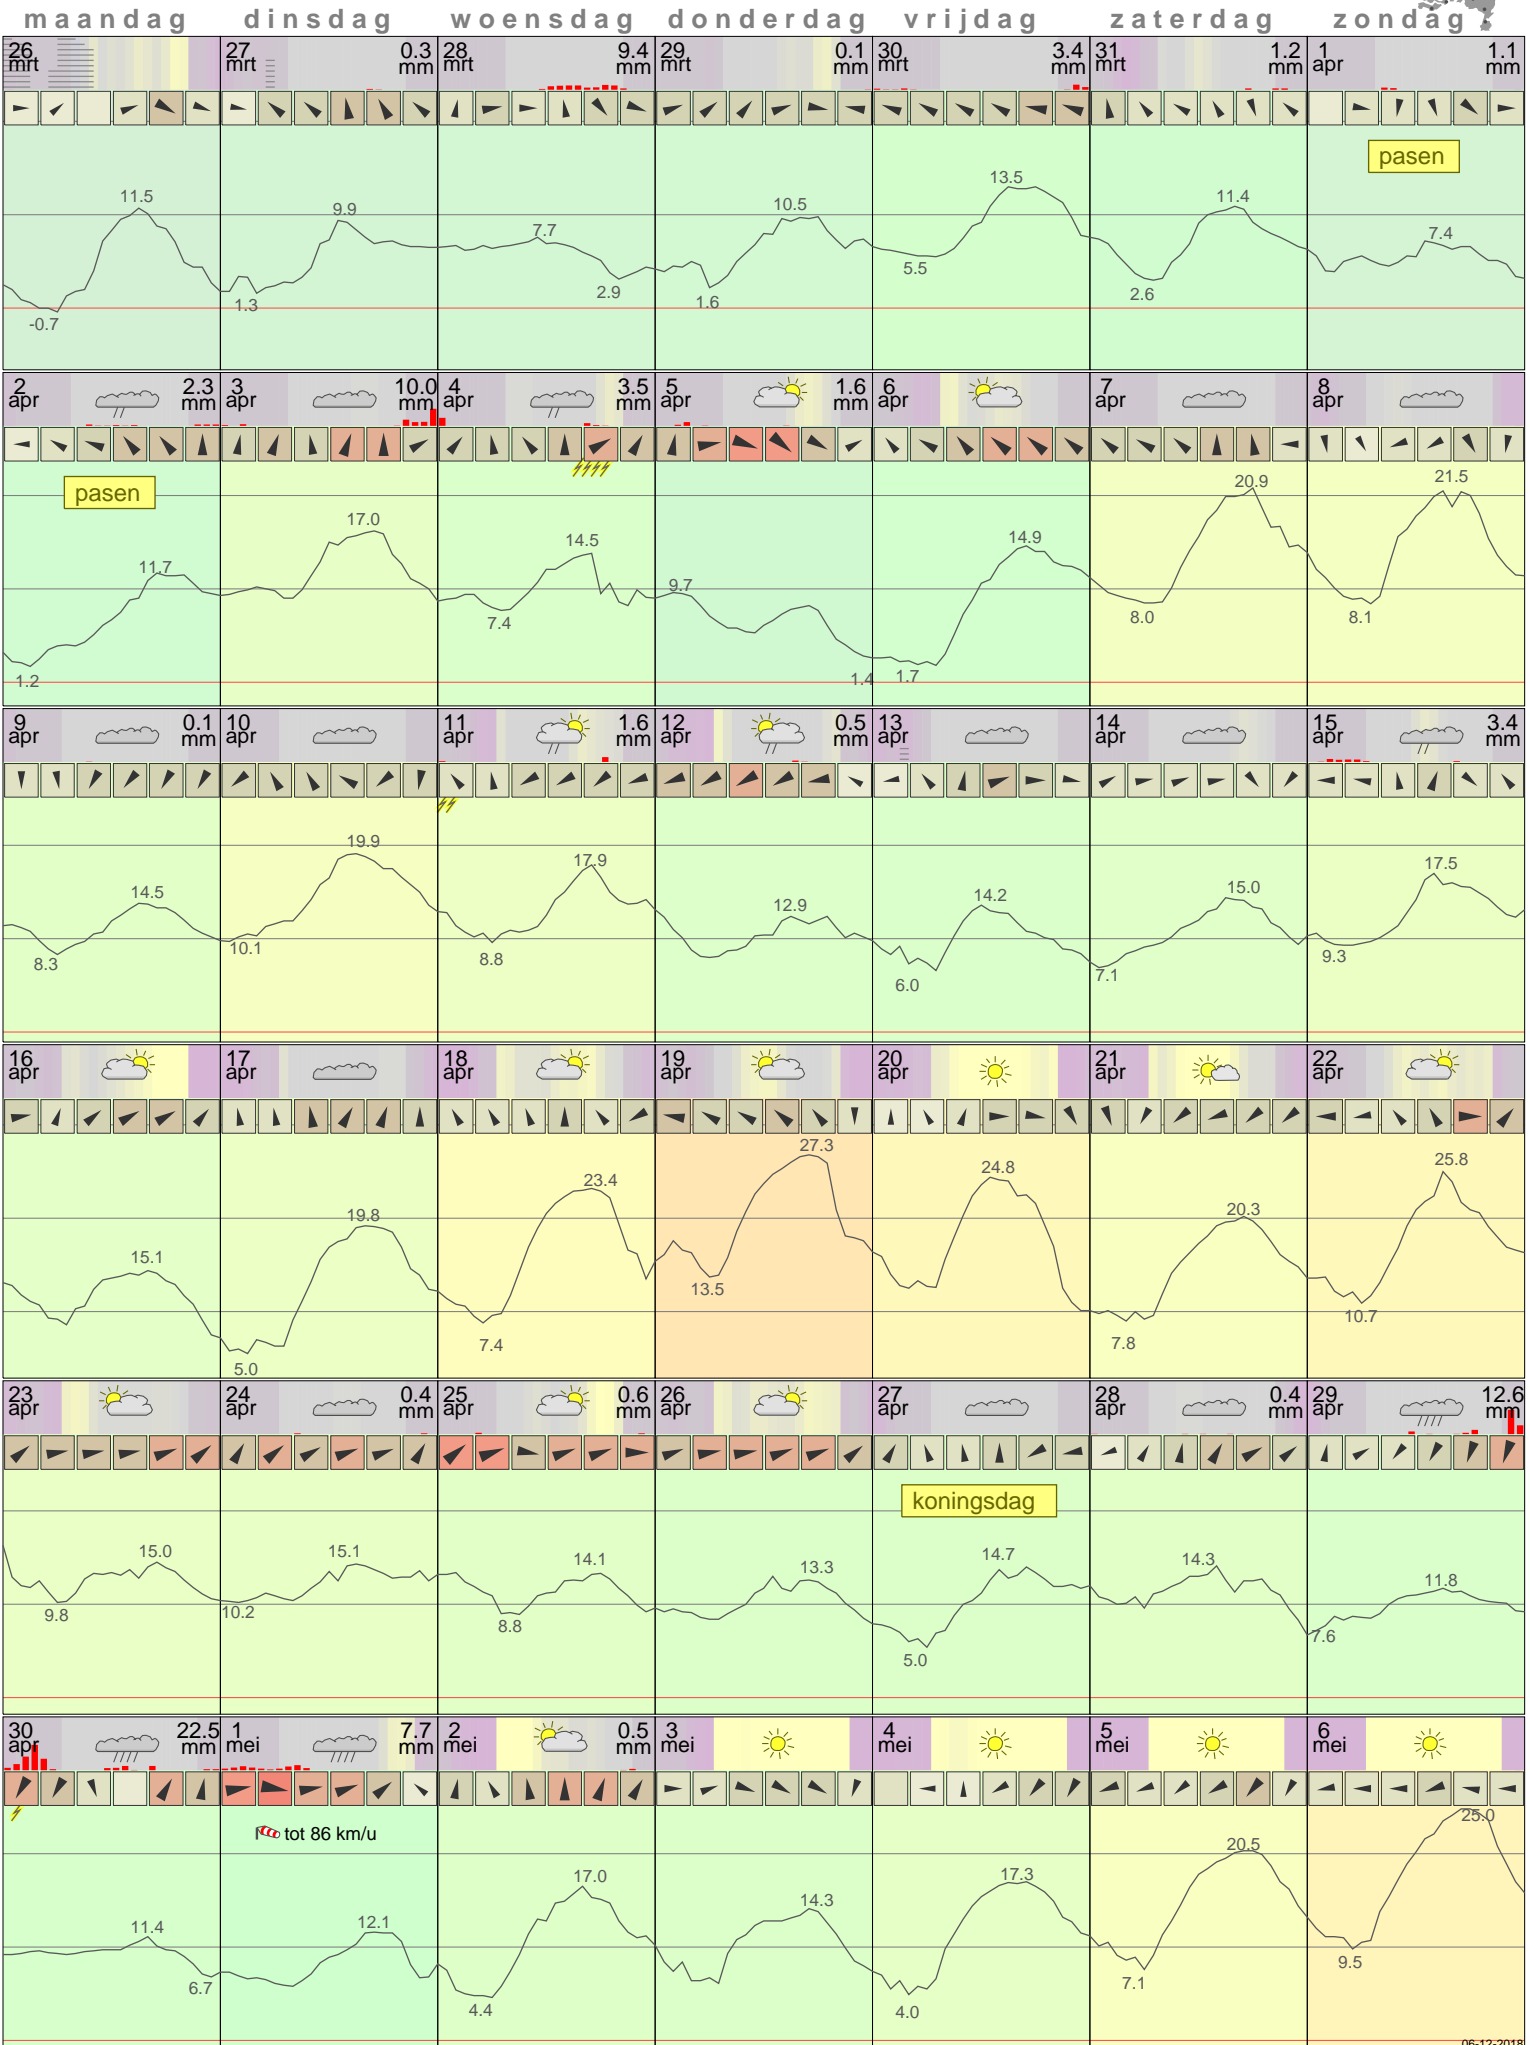 maandag dinsdag woensdag donderdag vrijdag zaterdag zondag
26 27 0.3 28 9.4 29 0.1 30 3.4 31 1.2 1 1.1
mrt mrt mm mrt mm mrt mm mrt mm mrt mm apr mm
pasen
11.5 9.9 7.7 10.5 13.5 11.4 7.4
-0.7 1.3 2.9 1.6 5.5 2.6
2 2.3 3 10.0 4 3.5 5 1.6 6 7 8
apr mm apr mm apr mm apr mm apr apr apr
pasen
11.7 17.0 14.5 9.7 14.9 20.9 21.5
1.2 7.4 1.4 1.7 8.0 8.1
9 0.1 10 11 1.6 12 0.5 13 14 15 3.4
apr mm apr apr mm apr mm apr apr apr mm
14.5 19.9 17.9 12.9 14.2 15.0 17.5
8.3 10.1 8.8 6.0 7.1 9.3
16 17 18 19 20 21 22
apr apr apr apr apr apr apr
15.1 19.8 23.4 27.3 24.8 20.3 25.8
5.0 7.4 13.5 7.8 10.7
23 24 0.4 25 0.6 26 27 28 0.4 29 12.6
apr apr mm apr mm apr apr apr mm apr mm
koningsdag
15.0 15.1 14.1 13.3 14.7 14.3 11.8
9.8 10.2 8.8 5.0 7.6
30 22.5 1 7.7 2 0.5 3 4 5 6
apr mm mei mm mei mm mei mei mei mei
tot 86 km/u
11.4 12.1 17.0 14.3 17.3 20.5 25.0
6.7 4.4 4.0 7.1 9.5
06-12-2018